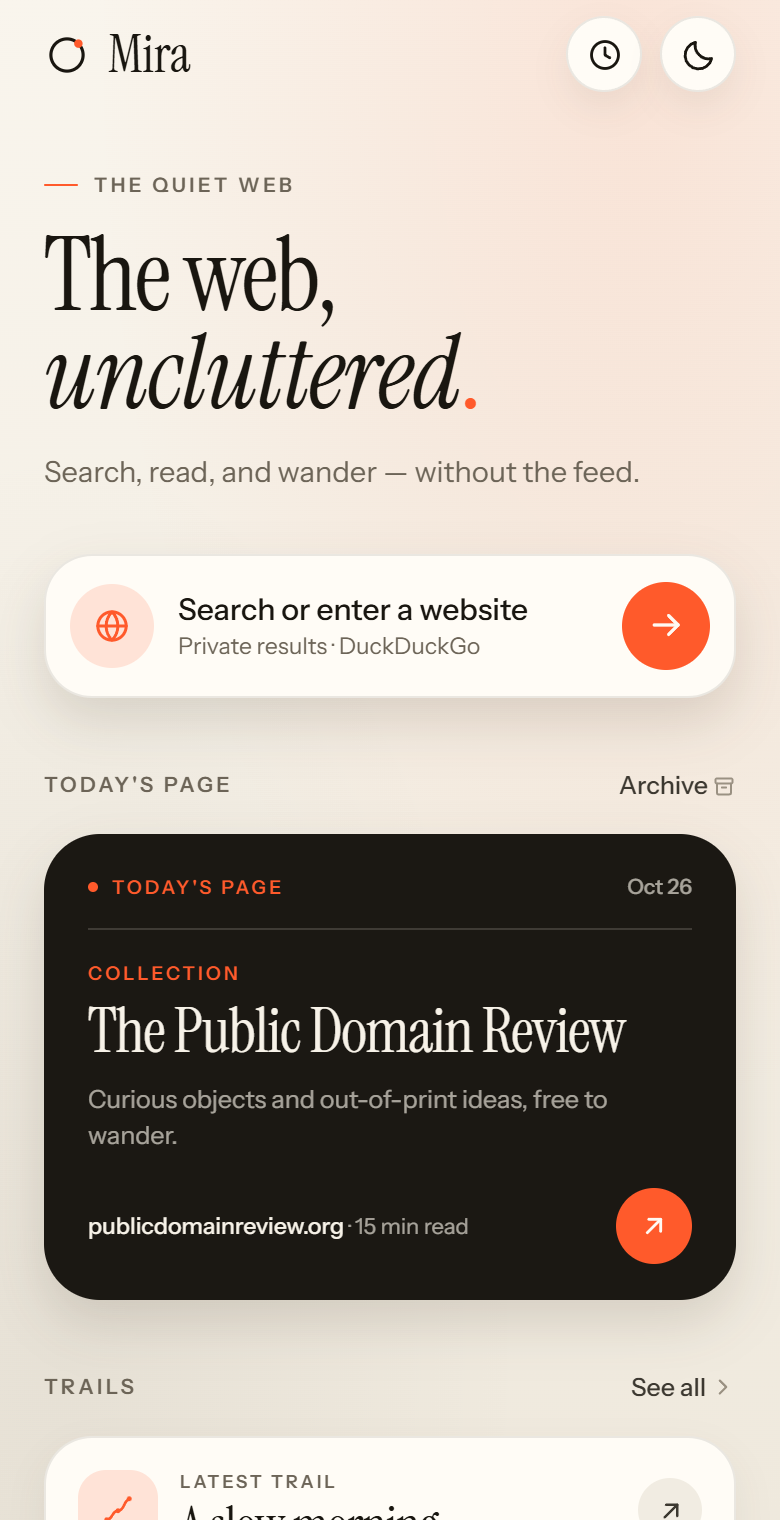 Mira
THE QUIET WEB
The web,
uncluttered.
Search, read, and wander — without the feed.
Search or enter a website
Private results · DuckDuckGo
TODAY'S PAGE
Archive
TODAY'S PAGE
Oct 26
COLLECTION
The Public Domain Review
Curious objects and out-of-print ideas, free to
wander.
publicdomainreview.org · 15 min read
TRAILS
See all
LATEST TRAIL
A slow morning